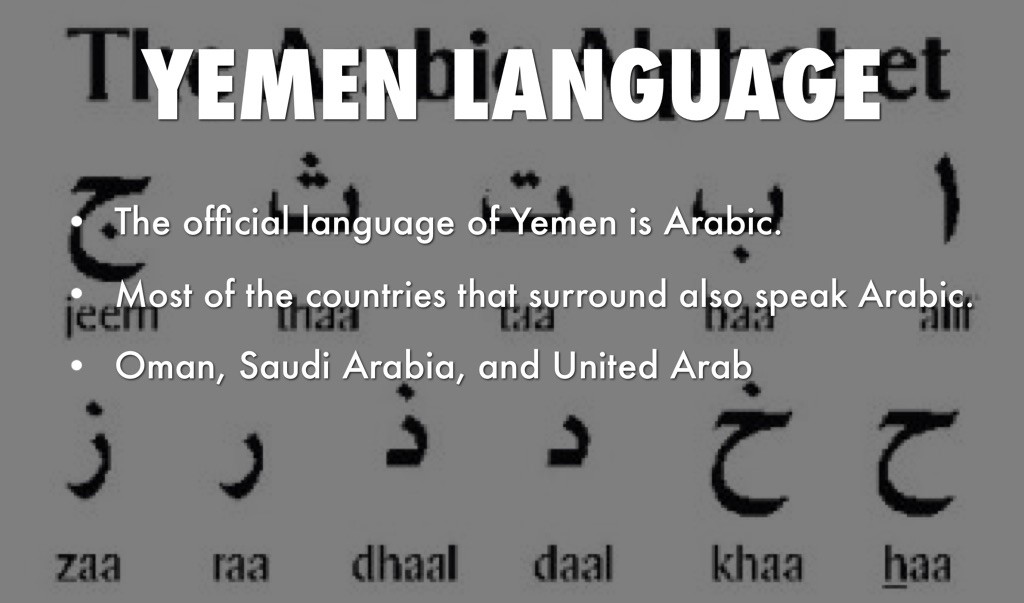 The Arabic Alphabet
YEMEN LANGUAGE
ج ث ت ب ا
• The official language of Yemen is Arabic.
• Most of the countries that surround also speak Arabic.
jeem thaa taa baa alif
• Oman, Saudi Arabia, and United Arab
ز ر ذ د خ ح
zaa raa dhaal daal khaa haa